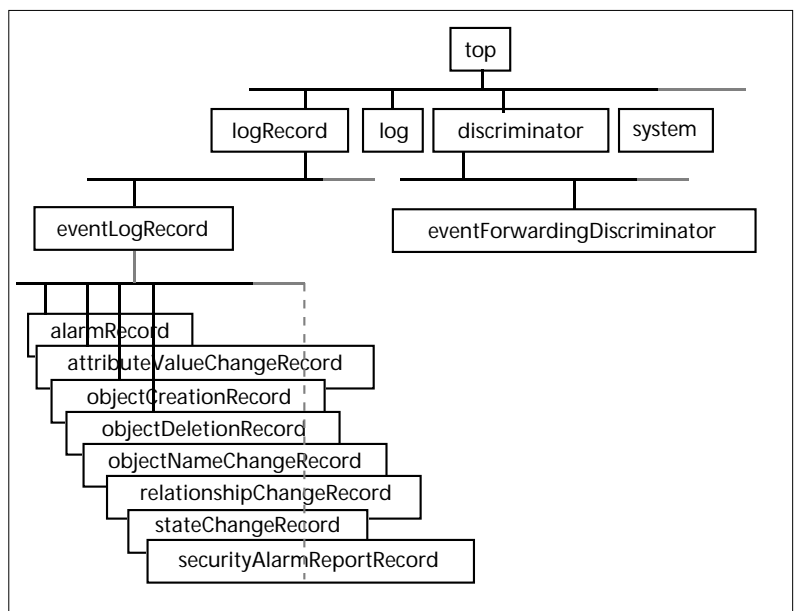 top
logRecord
log
discriminator
system
eventLogRecord
eventForwardingDiscriminator
alarmRecord
attributeValueChangeRecord
objectCreationRecord
objectDeletionRecord
objectNameChangeRecord
relationshipChangeRecord
stateChangeRecord
securityAlarmReportRecord